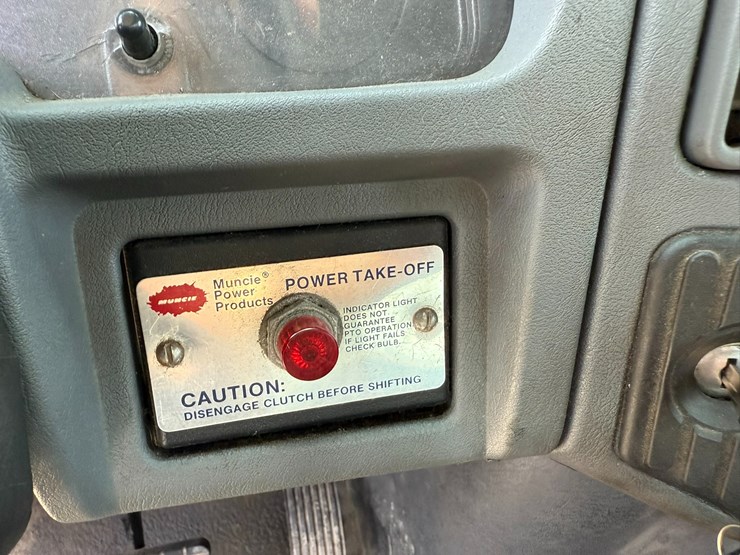 MUNCIE
Muncie®
Power
Products
POWER TAKE-OFF
INDICATOR LIGHT
DOES NOT
GUARANTEE
PTO OPERATION
IF LIGHT FAILS
CHECK BULB.
CAUTION:
DISENGAGE CLUTCH BEFORE SHIFTING